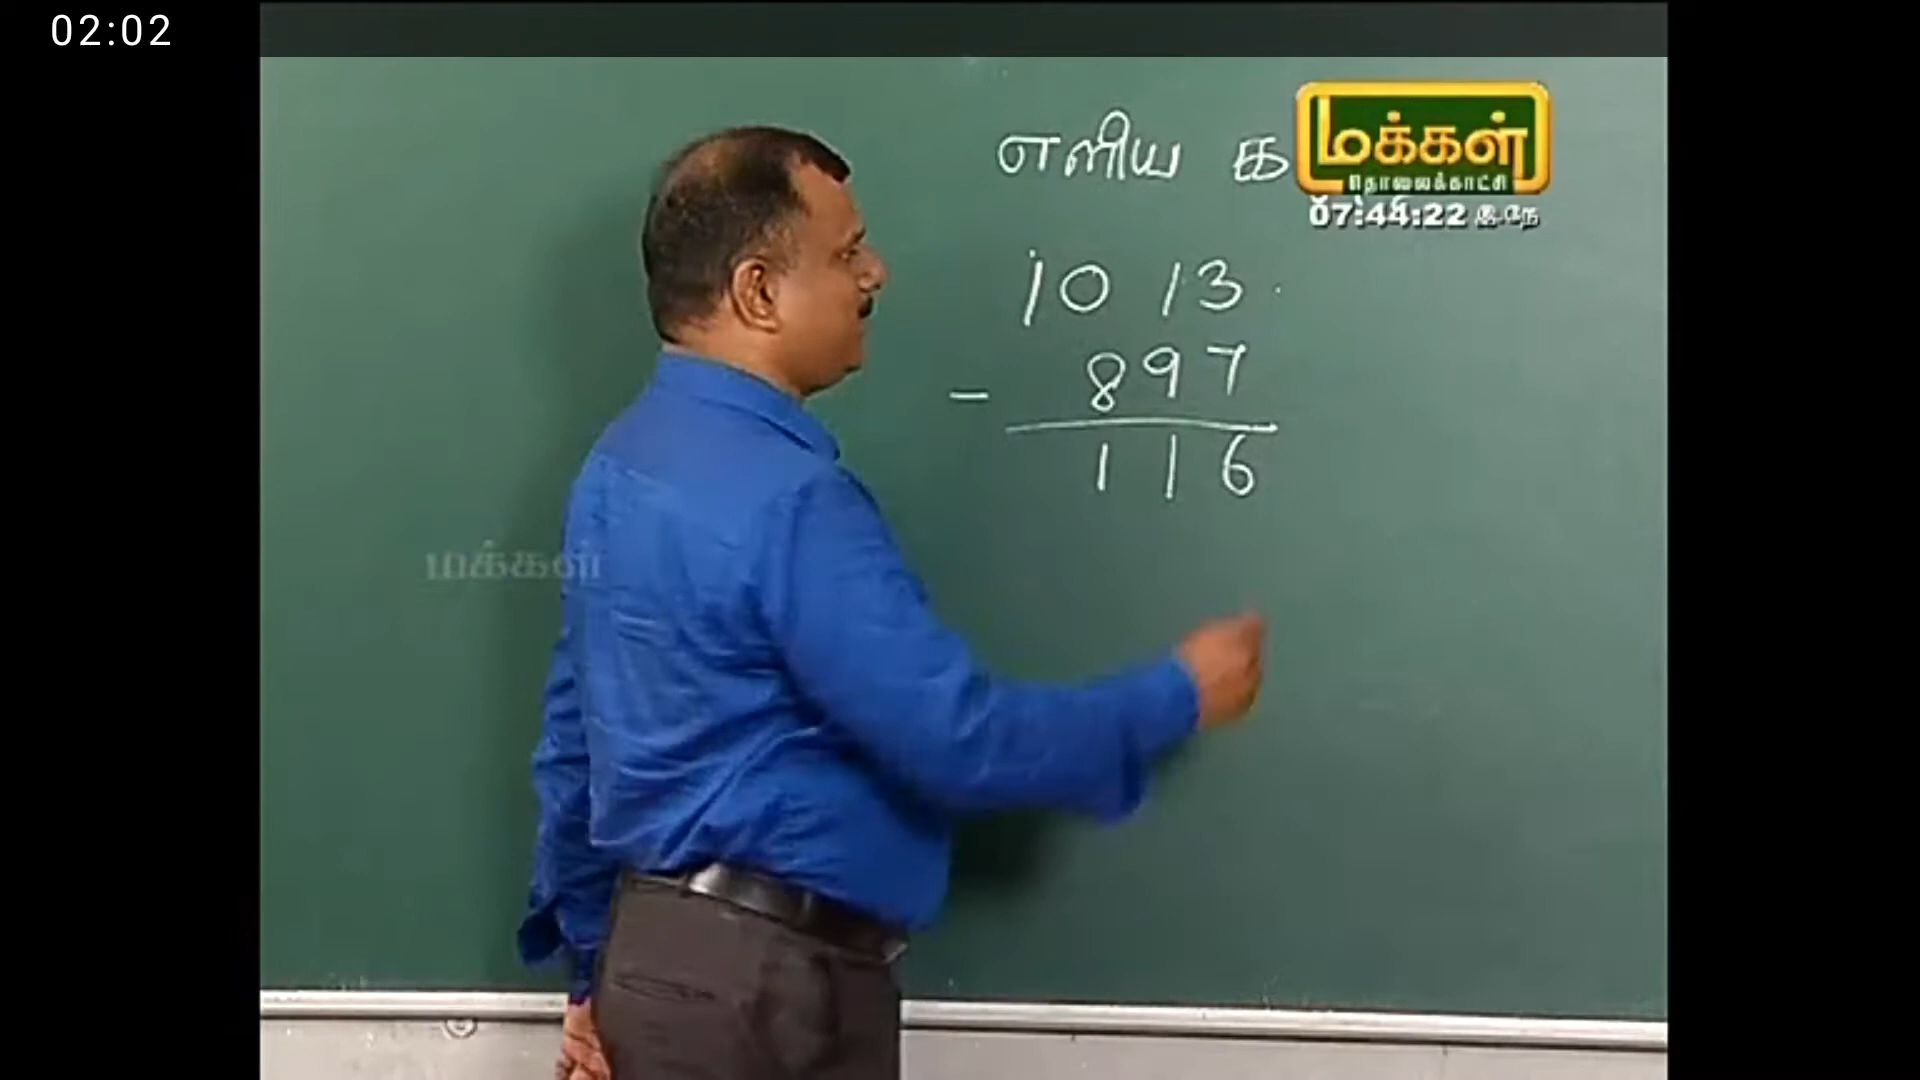 02:02
எளிய க
மக்கள்
தொலைக்காட்சி
07:44:22 இ.நே
1013
897
-
116
மக்கள்